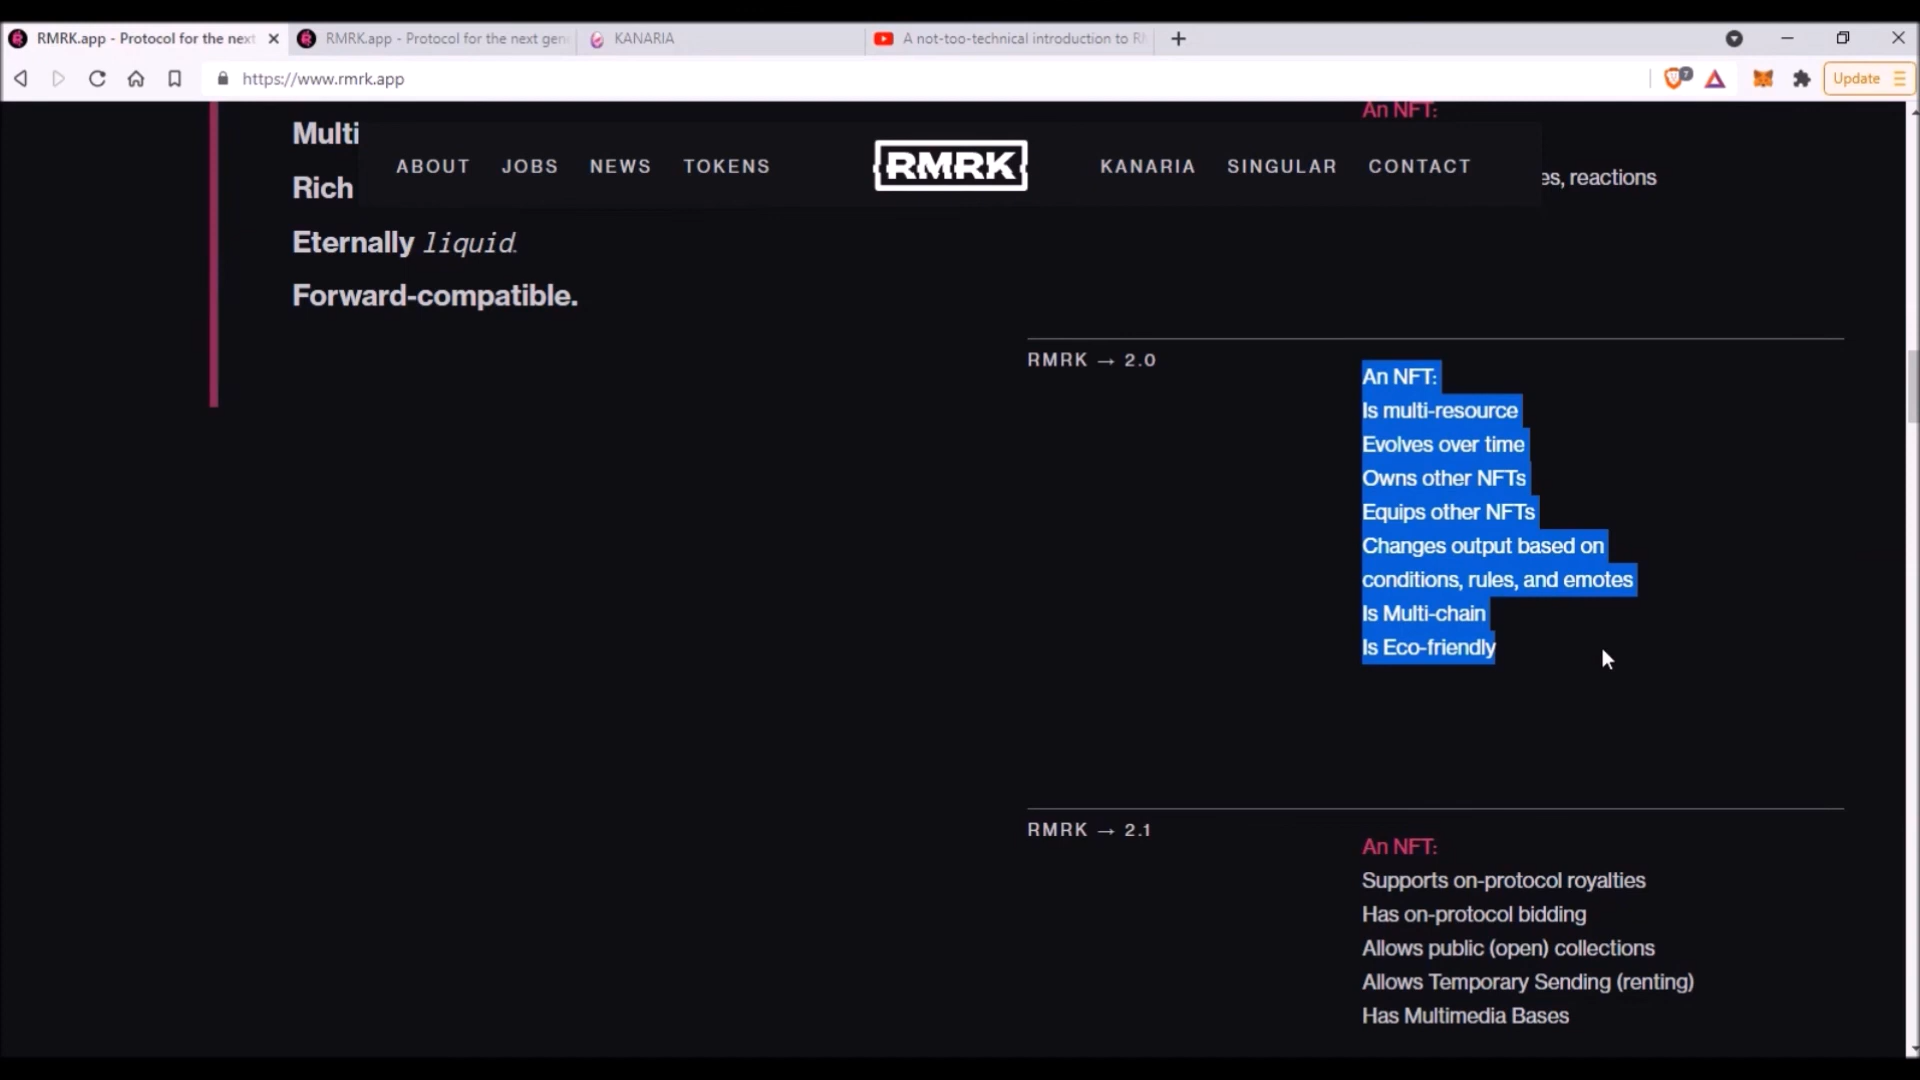 RMRK.app - Protocol for the next
RMRK.app - Protocol for the next gen
KANARIA
A not-too-technical introduction to R
https://www.rmrk.app
7
Update
Multi
Rich
Eternally liquid.
Forward-compatible.
ABOUT JOBS NEWS TOKENS
RMRK
KANARIA SINGULAR CONTACT
An NFT:
es, reactions
RMRK → 2.0
An NFT:
Is multi-resource
Evolves over time
Owns other NFTs
Equips other NFTs
Changes output based on
conditions, rules, and emotes
Is Multi-chain
Is Eco-friendly
RMRK → 2.1
An NFT:
Supports on-protocol royalties
Has on-protocol bidding
Allows public (open) collections
Allows Temporary Sending (renting)
Has Multimedia Bases